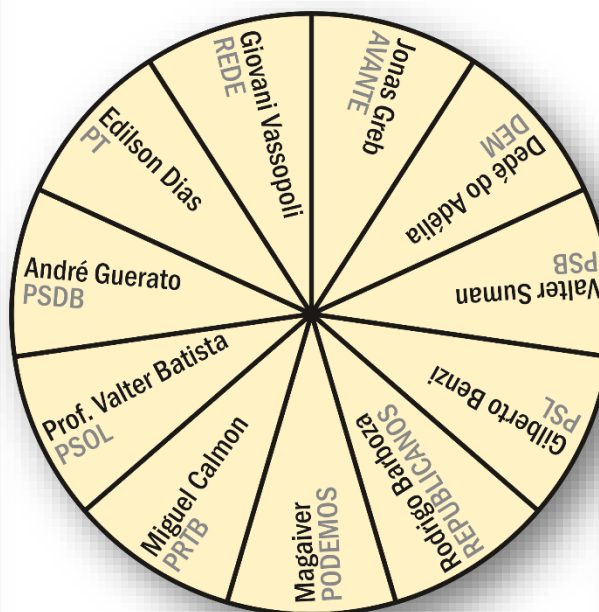 Jonas Greb
AVANTE
Dedé do Adélia
DEM
Valter Suman
PSB
Gilberto Benzi
PSL
Rodrigo Barboza
REPUBLICANOS
Magaiver
PODEMOS
Miguel Calmon
PRTB
Prof. Valter Batista
PSOL
André Guerato
PSDB
Edilson Dias
PT
Giovani Vassopoli
REDE